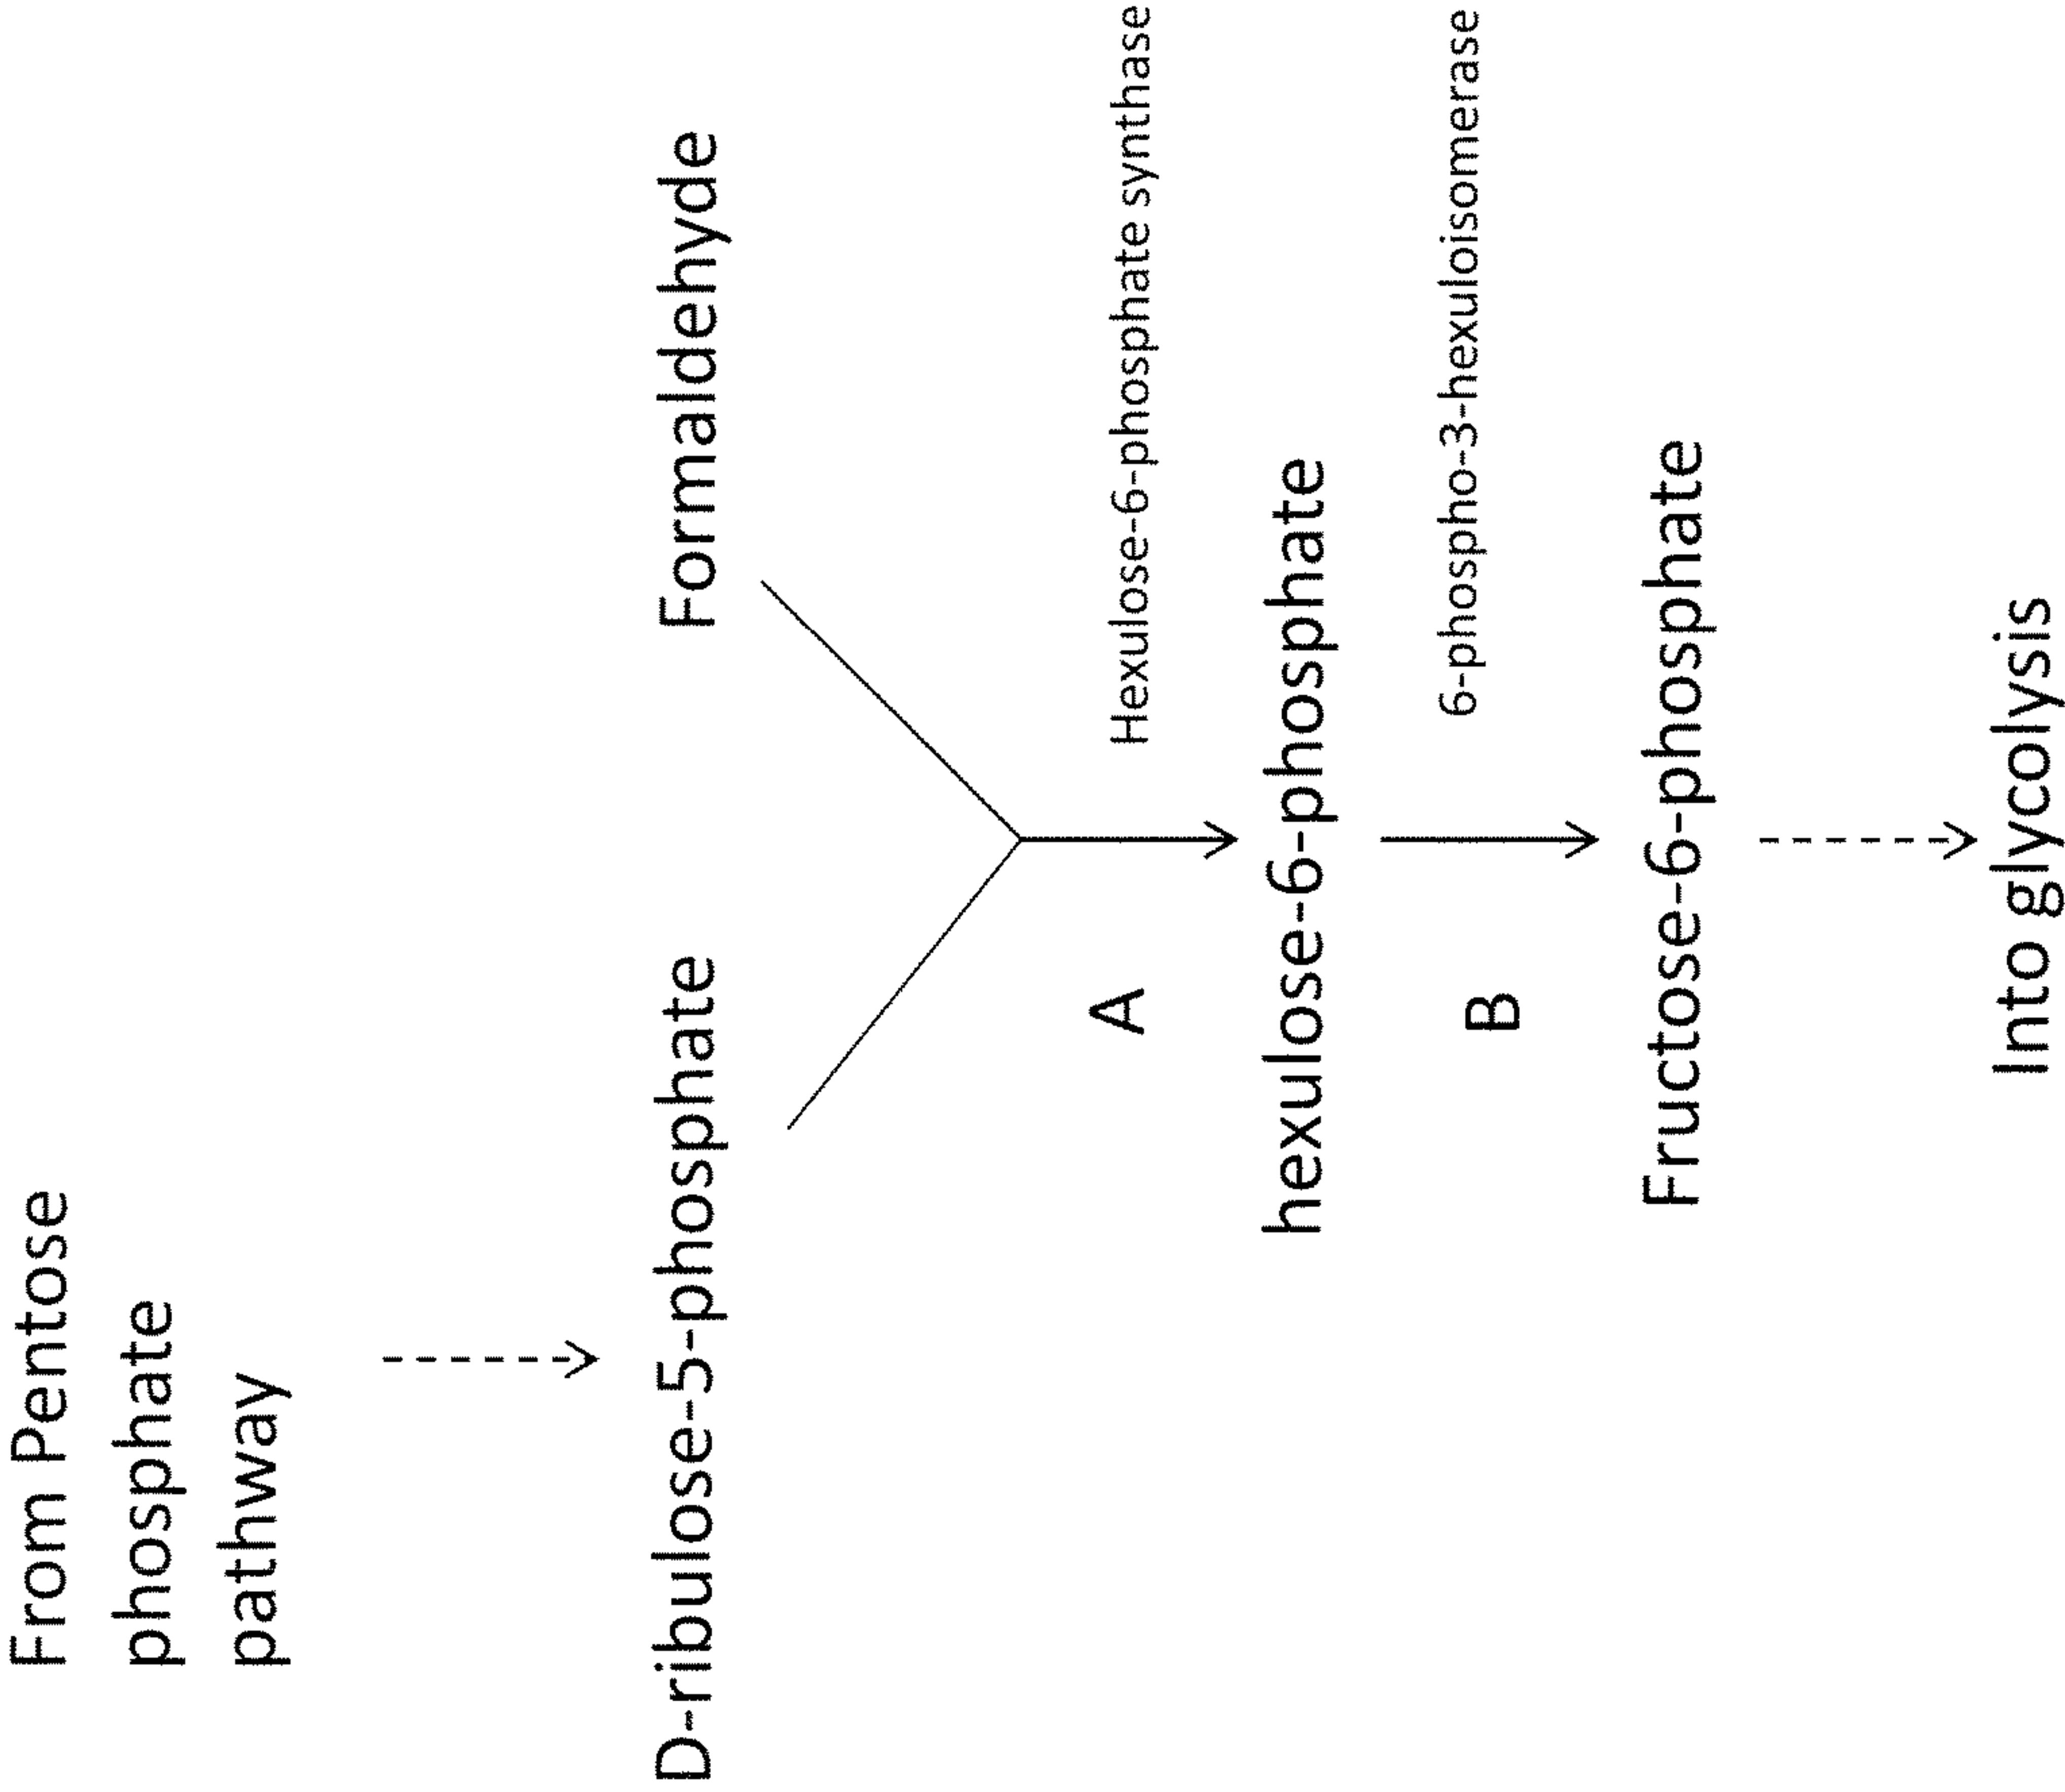 From Pentose
phosphate
pathway
D-ribulose-5-phosphate
Formaldehyde
A
Hexulose-6-phosphate synthase
hexulose-6-phosphate
B
6-phospho-3-hexuloisomerase
Fructose-6-phosphate
Into glycolysis